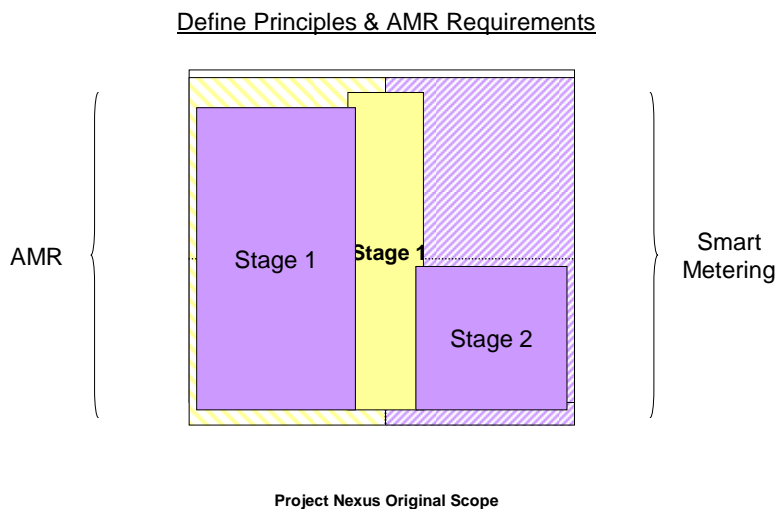 Define Principles & AMR Requirements
AMR
Stage 1
Stage 1
Stage 2
Smart
Metering
Project Nexus Original Scope